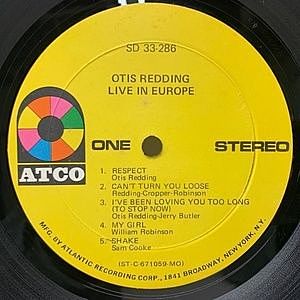 SD 33-286
OTIS REDDING
LIVE IN EUROPE
ATCO
ONE
STEREO
1. RESPECT
Otis Redding
2. CAN'T TURN YOU LOOSE
Redding-Cropper-Robinson
3. I'VE BEEN LOVING YOU TOO LONG
(TO STOP NOW)
Otis Redding-Jerry Butler
4. MY GIRL
William Robinson
5. SHAKE
Sam Cooke
(ST-C-671059-MO)
MFG. BY ATLANTIC RECORDING CORP., 1841 BROADWAY, NEW YORK, N.Y.